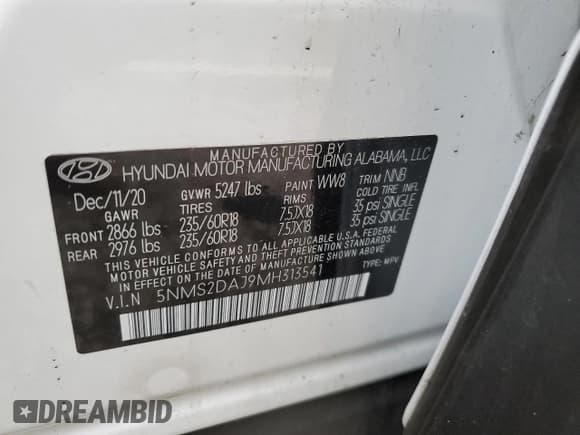 MANUFACTURED BY
HYUNDAI MOTOR MANUFACTURING ALABAMA, LLC
Dec/11/20 GVWR 5247 lbs PAINT WW8 TRIM NNB
GAWR TIRES RIMS COLD TIRE INFL
FRONT 2866 lbs 235/60R18 7.5JX18 35 psi SINGLE
REAR 2976 lbs 235/60R18 7.5JX18 35 psi SINGLE
THIS VEHICLE CONFORMS TO ALL APPLICABLE U.S.A. FEDERAL
MOTOR VEHICLE SAFETY, AND THEFT PREVENTION STANDARDS
IN EFFECT ON THE DATE OF MANUFACTURE SHOWN ABOVE.
V.I.N 5NMS2DAJ9MH313541 TYPE: MPV
DREAMBID